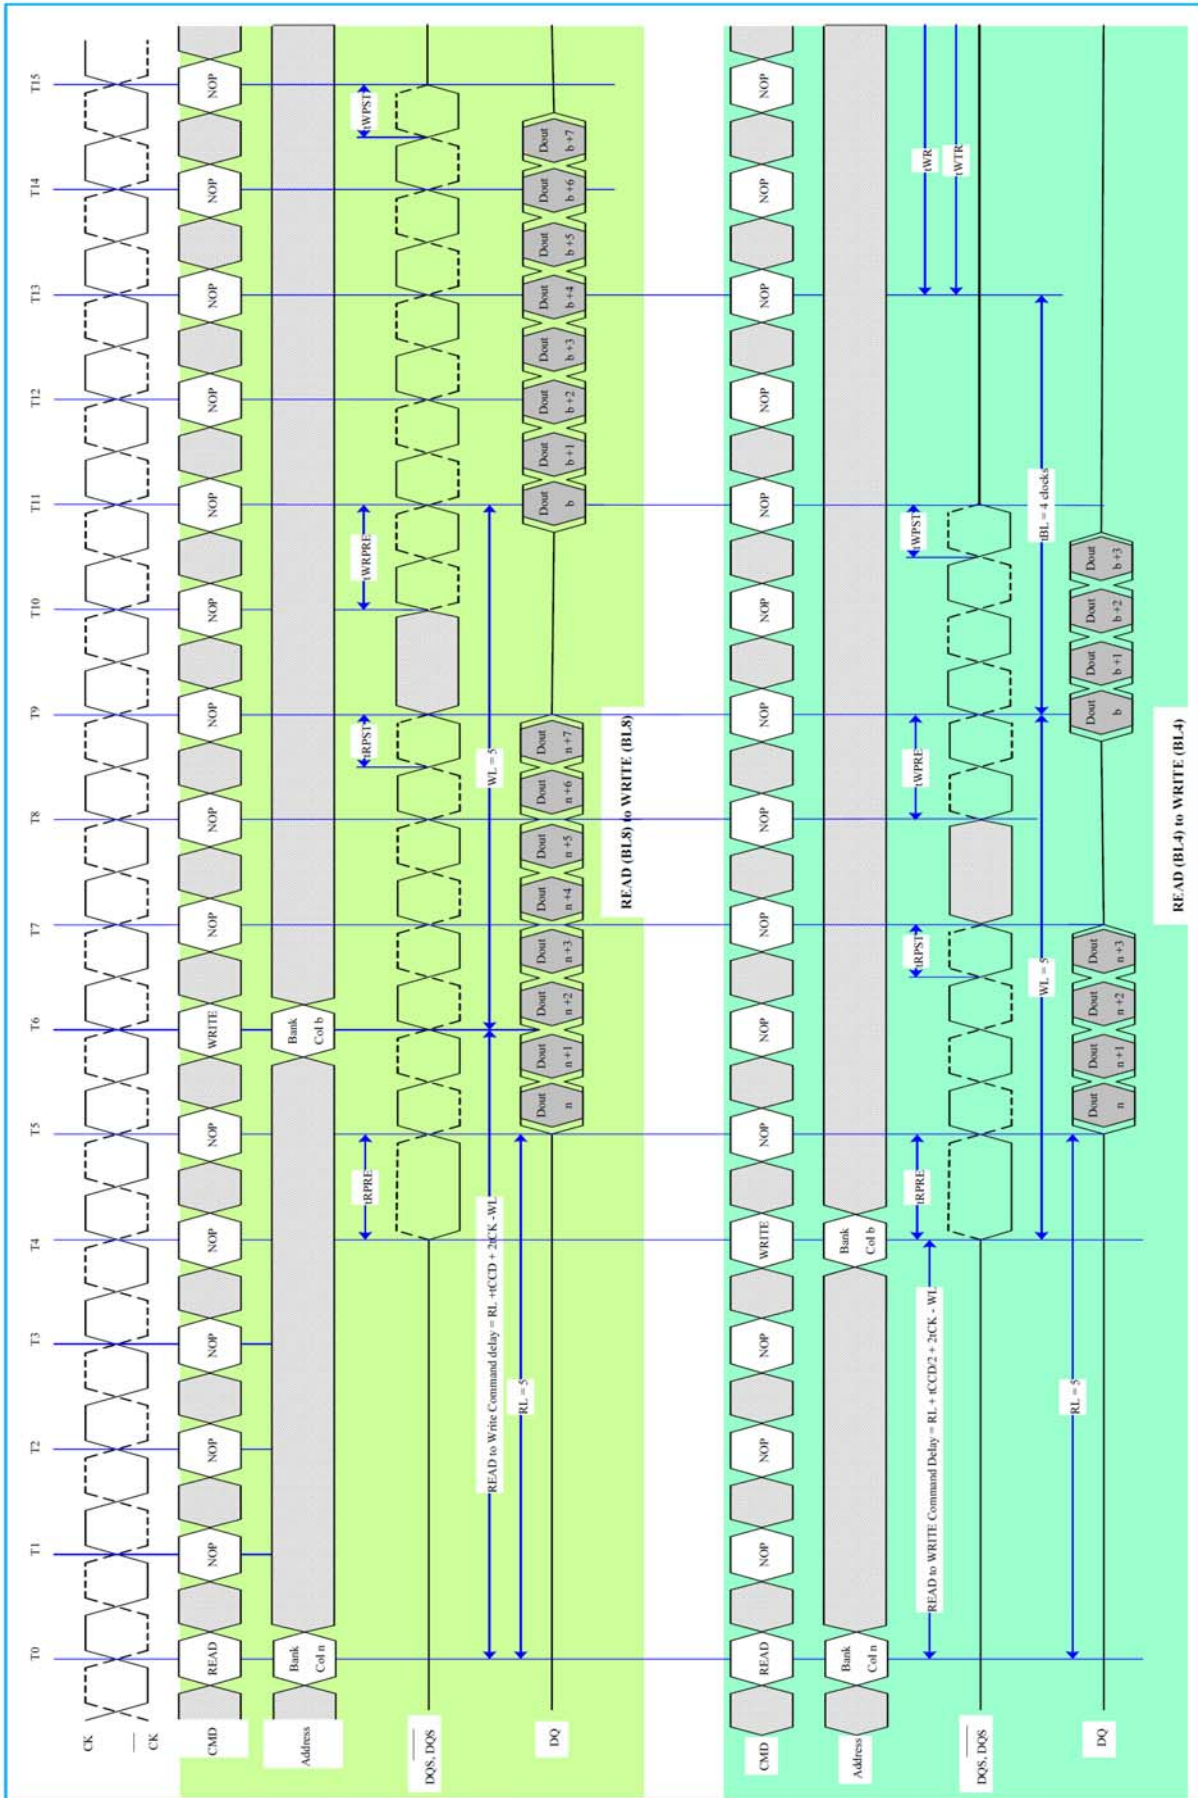 T0 T1 T2 T3 T4 T5 T6 T7 T8 T9 T10 T11 T12 T13 T14 T15
CK
CK
CMD READ NOP NOP NOP NOP NOP WRITE NOP NOP NOP NOP NOP NOP NOP NOP NOP
Address Bank Bank
Col n Col b
tRPRE tRPST tWRPRE tWPST
DQS, DQS
READ to Write Command delay = RL +tCCD + 2tCK -WL WL = 5
RL = 5
DQ Dout Dout Dout Dout Dout Dout Dout Dout Dout Dout Dout Dout Dout Dout Dout Dout
n n +1 n +2 n +3 n +4 n +5 n +6 n +7 b b +1 b +2 b +3 b +4 b +5 b +6 b +7
READ (BL8) to WRITE (BL8)
CMD READ NOP NOP NOP WRITE NOP NOP NOP NOP NOP NOP NOP NOP NOP NOP NOP
Address Bank Bank
Col n Col b
tRPRE tRPST tWPRE tWPST tWR
READ to WRITE Command Delay = RL + tCCD/2 + 2tCK - WL
tWTR
DQS, DQS
WL = 5 tBL = 4 clocks
RL = 5
DQ Dout Dout Dout Dout Dout Dout Dout Dout
n n +1 n +2 n +3 b b +1 b +2 b +3
READ (BL4) to WRITE (BL4)